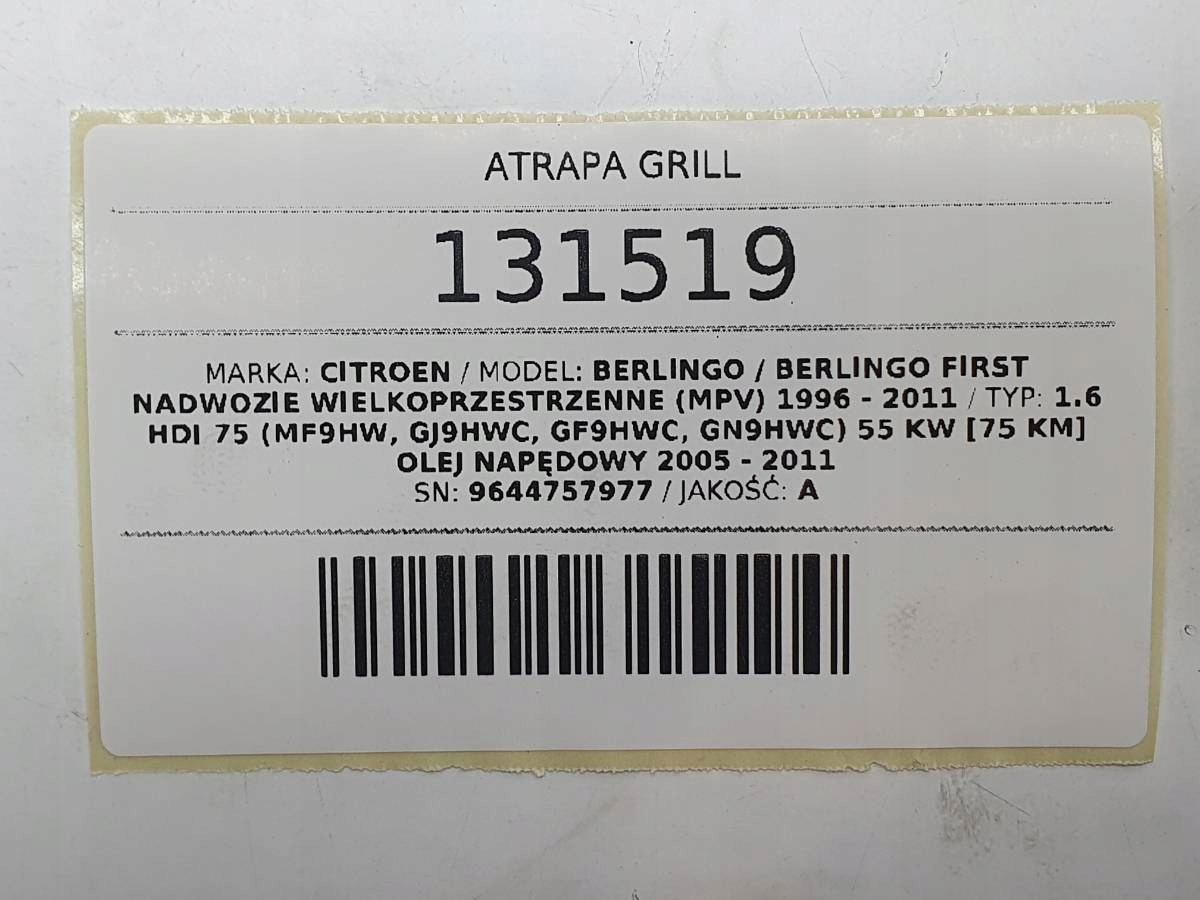 ATRAPA GRILL
131519
MARKA: CITROEN / MODEL: BERLINGO / BERLINGO FIRST
NADWOZIE WIELKOPRZESTRZENNE (MPV) 1996 - 2011 / TYP: 1.6
HDI 75 (MF9HW, GJ9HWC, GF9HWC, GN9HWC) 55 KW [75 KM]
OLEJ NAPĘDOWY 2005 - 2011
SN: 9644757977 / JAKOŚĆ: A